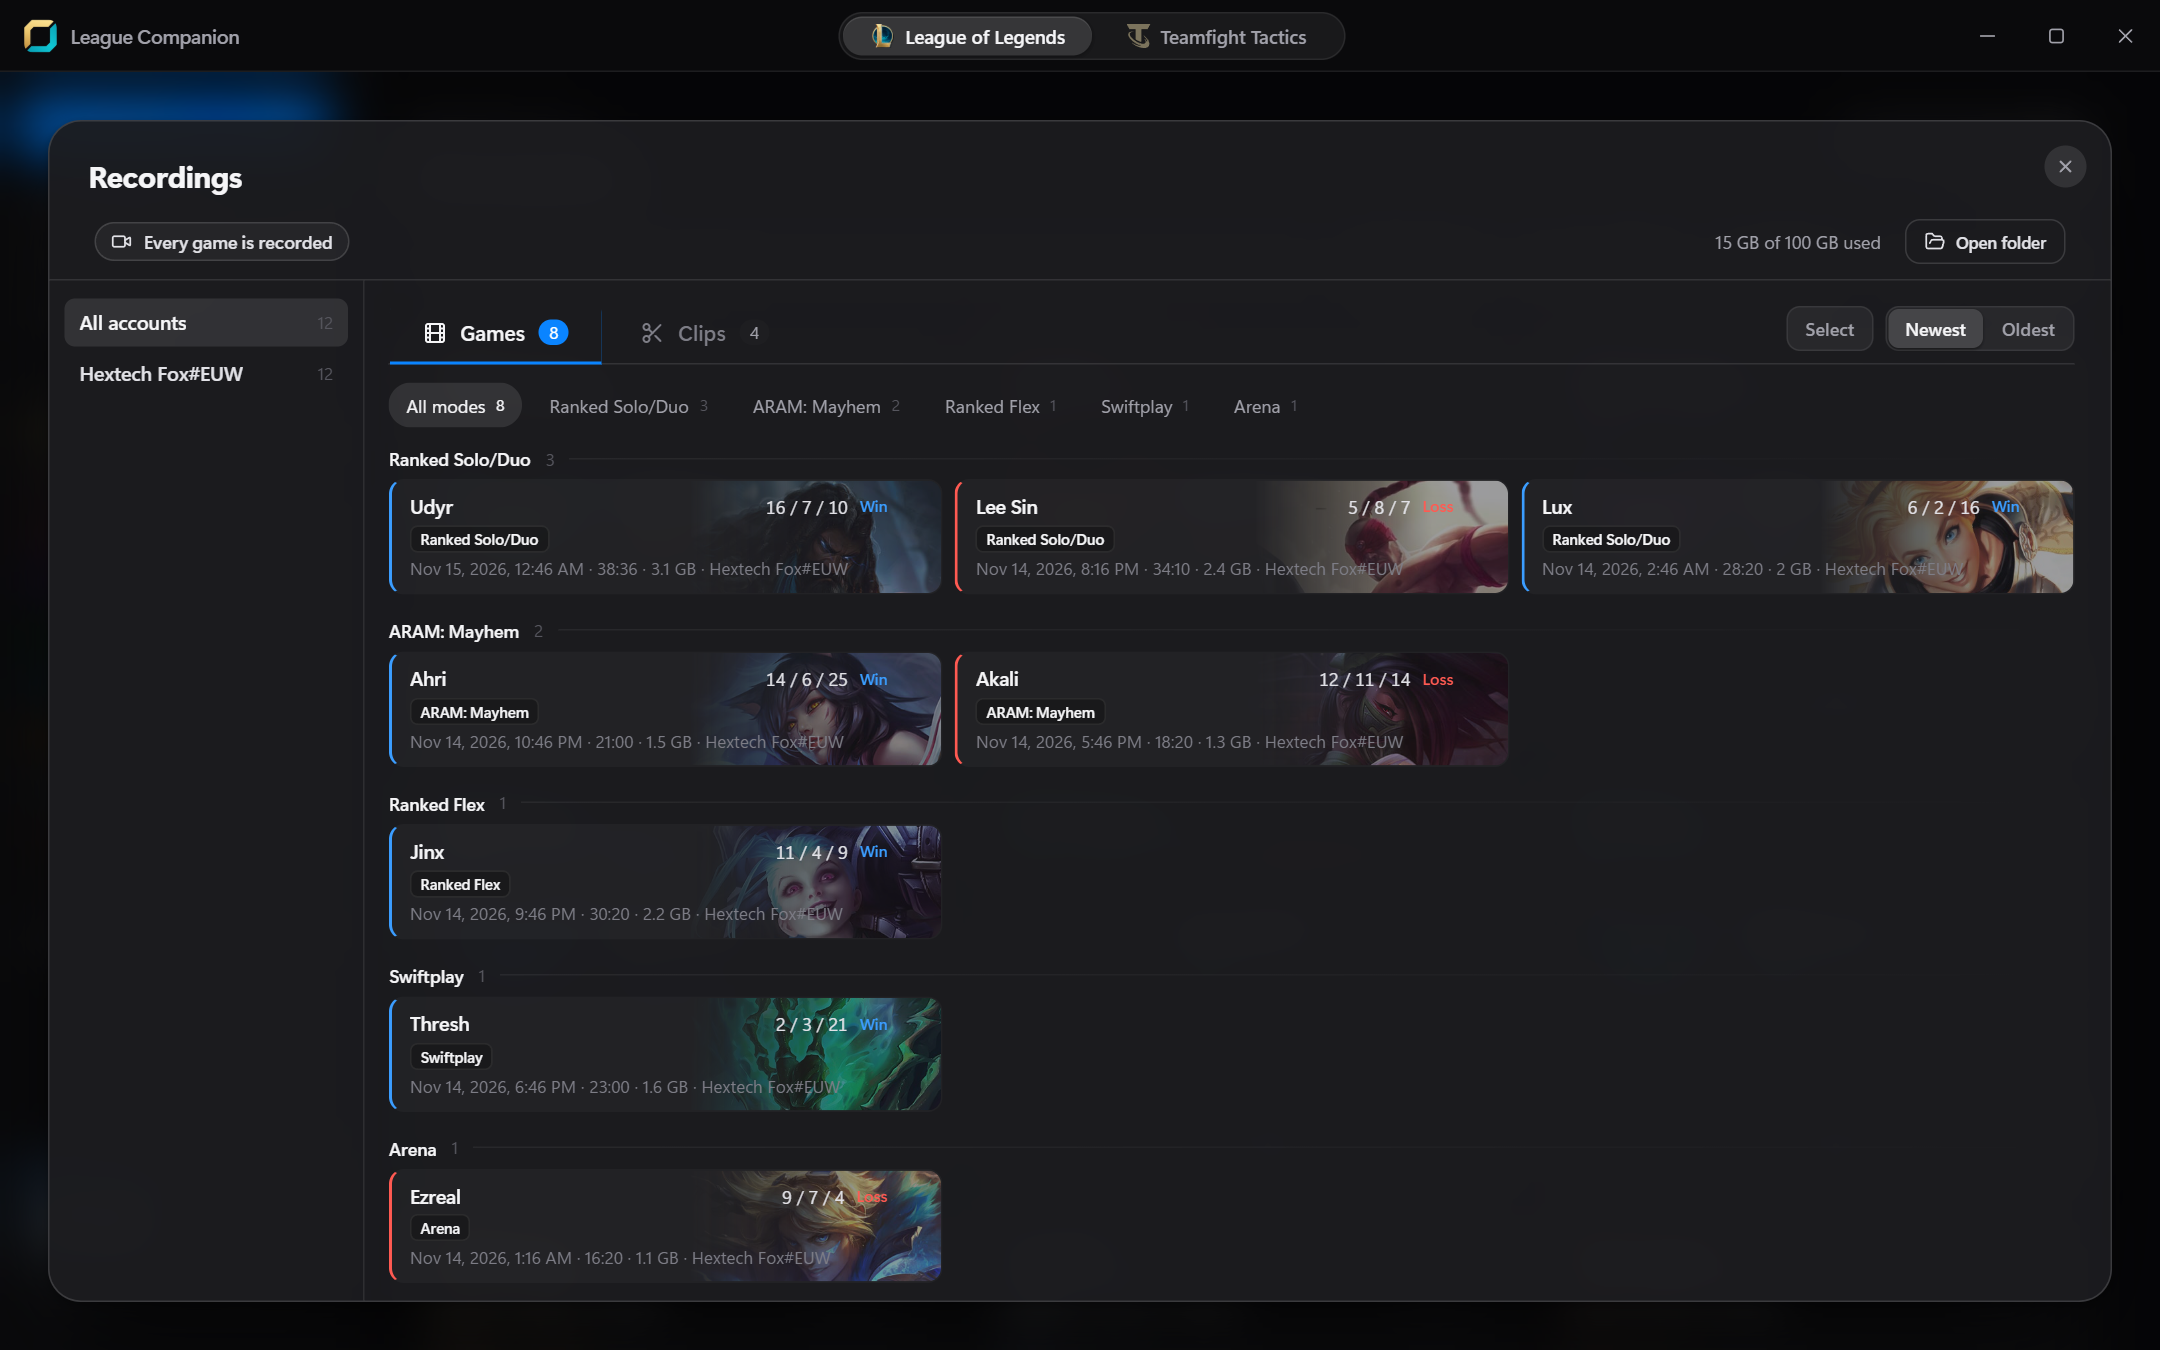 League Companion
League of Legends
Teamfight Tactics
Recordings
Every game is recorded
15 GB of 100 GB used
Open folder
All accounts 12
Hextech Fox#EUW 12
Games 8
Clips 4
Select
Newest
Oldest
All modes 8
Ranked Solo/Duo 3
ARAM: Mayhem 2
Ranked Flex 1
Swiftplay 1
Arena 1
Ranked Solo/Duo 3
Udyr
16 / 7 / 10 Win
Ranked Solo/Duo
Nov 15, 2026, 12:46 AM · 38:36 · 3.1 GB · Hextech Fox#EUW
Lee Sin
5 / 8 / 7 Loss
Ranked Solo/Duo
Nov 14, 2026, 8:16 PM · 34:10 · 2.4 GB · Hextech Fox#EUW
Lux
6 / 2 / 16 Win
Ranked Solo/Duo
Nov 14, 2026, 2:46 AM · 28:20 · 2 GB · Hextech Fox#EUW
ARAM: Mayhem 2
Ahri
14 / 6 / 25 Win
ARAM: Mayhem
Nov 14, 2026, 10:46 PM · 21:00 · 1.5 GB · Hextech Fox#EUW
Akali
12 / 11 / 14 Loss
ARAM: Mayhem
Nov 14, 2026, 5:46 PM · 18:20 · 1.3 GB · Hextech Fox#EUW
Ranked Flex 1
Jinx
11 / 4 / 9 Win
Ranked Flex
Nov 14, 2026, 9:46 PM · 30:20 · 2.2 GB · Hextech Fox#EUW
Swiftplay 1
Thresh
2 / 3 / 21 Win
Swiftplay
Nov 14, 2026, 6:46 PM · 23:00 · 1.6 GB · Hextech Fox#EUW
Arena 1
Ezreal
9 / 7 / 4 Loss
Arena
Nov 14, 2026, 1:16 AM · 16:20 · 1.1 GB · Hextech Fox#EUW